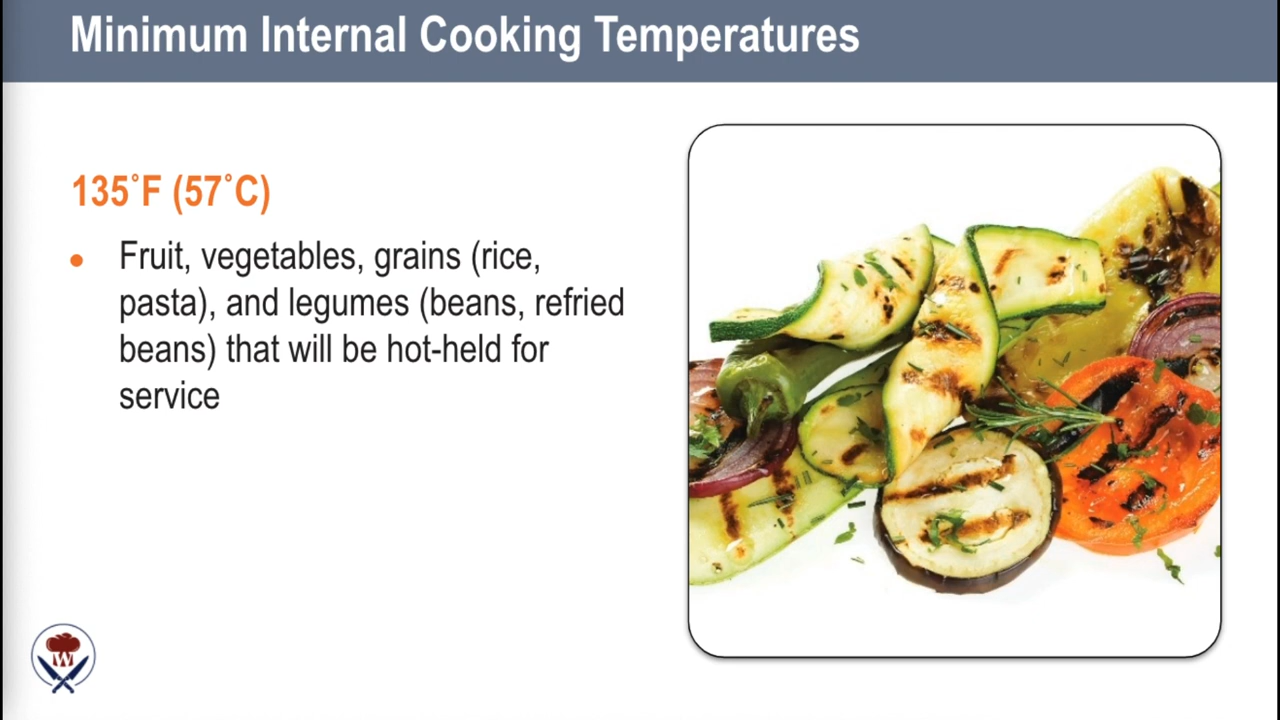 Minimum Internal Cooking Temperatures
135˚F (57˚C)
• Fruit, vegetables, grains (rice,
pasta), and legumes (beans, refried
beans) that will be hot-held for
service
W